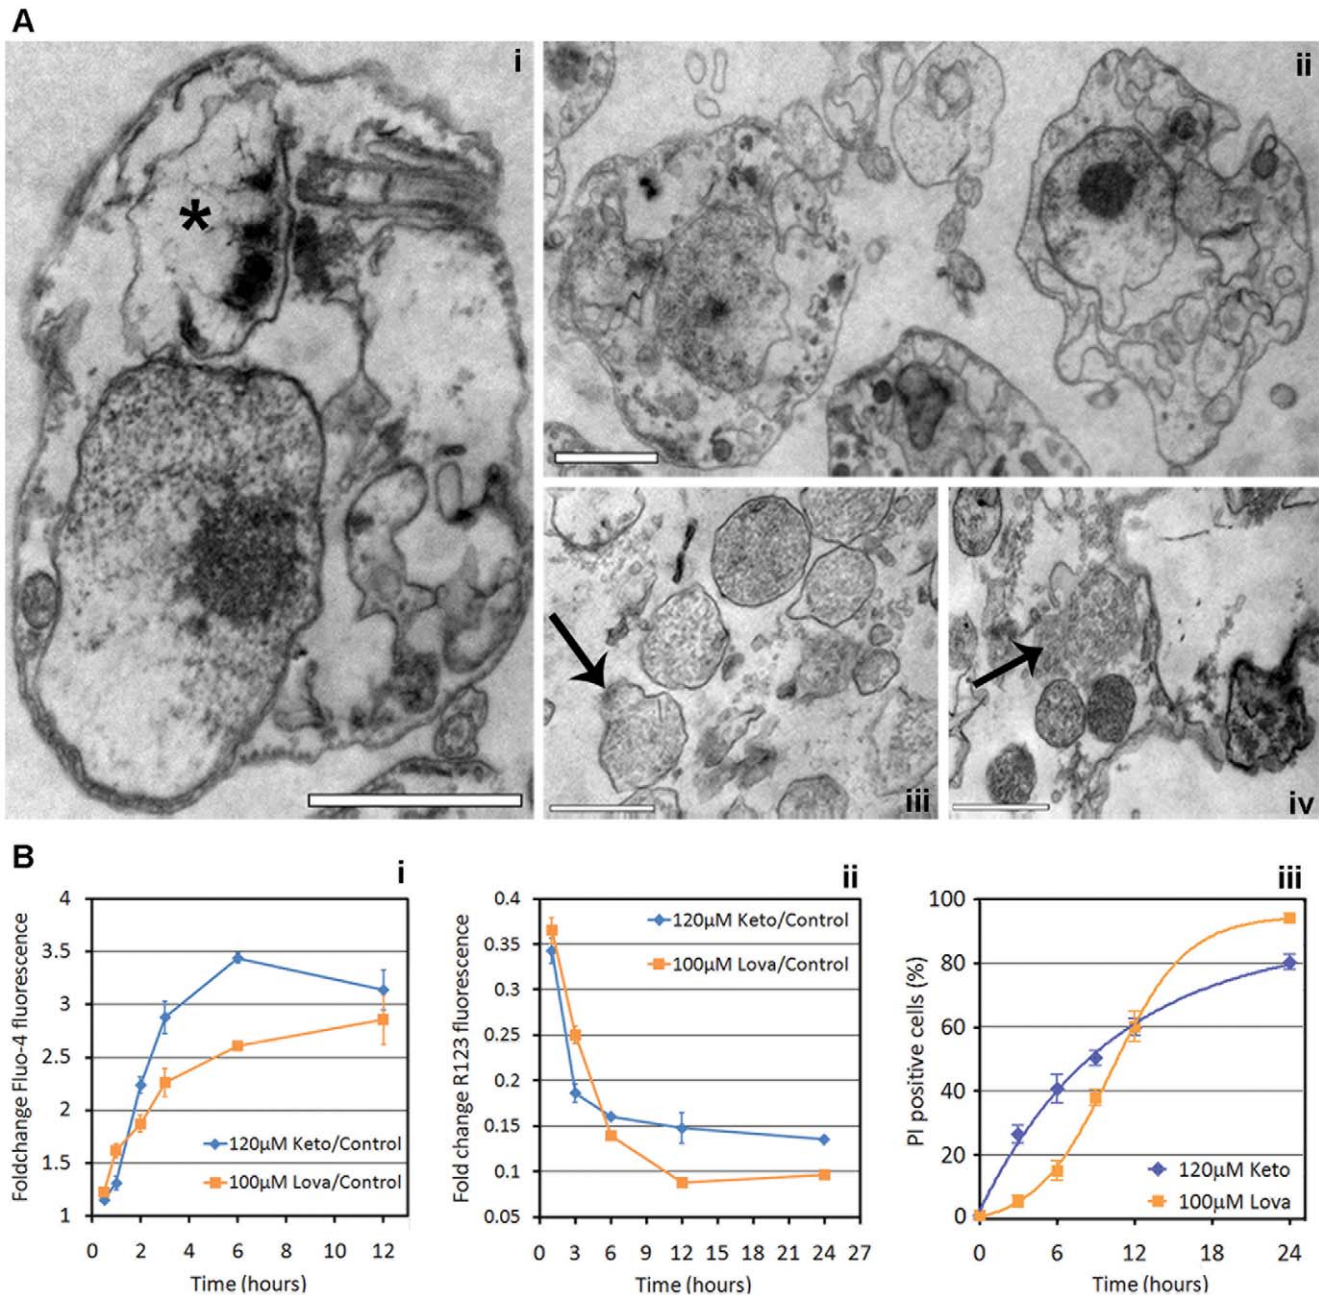 A
i
*
ii
iii
iv
B
i
Foldchange Fluo-4 fluorescence
4
3.5
3
2.5
2
1.5
1
120µM Keto/Control
100µM Lova/Control
0 2 4 6 8 10 12
Time (hours)
ii
Fold change R123 fluorescence
0.4
0.35
0.3
0.25
0.2
0.15
0.1
0.05
120µM Keto/Control
100µM Lova/Control
0 3 6 9 12 15 18 21 24 27
Time (hours)
iii
PI positive cells (%)
100
80
60
40
20
0
120µM Keto
100µM Lova
0 6 12 18 24
Time (hours)